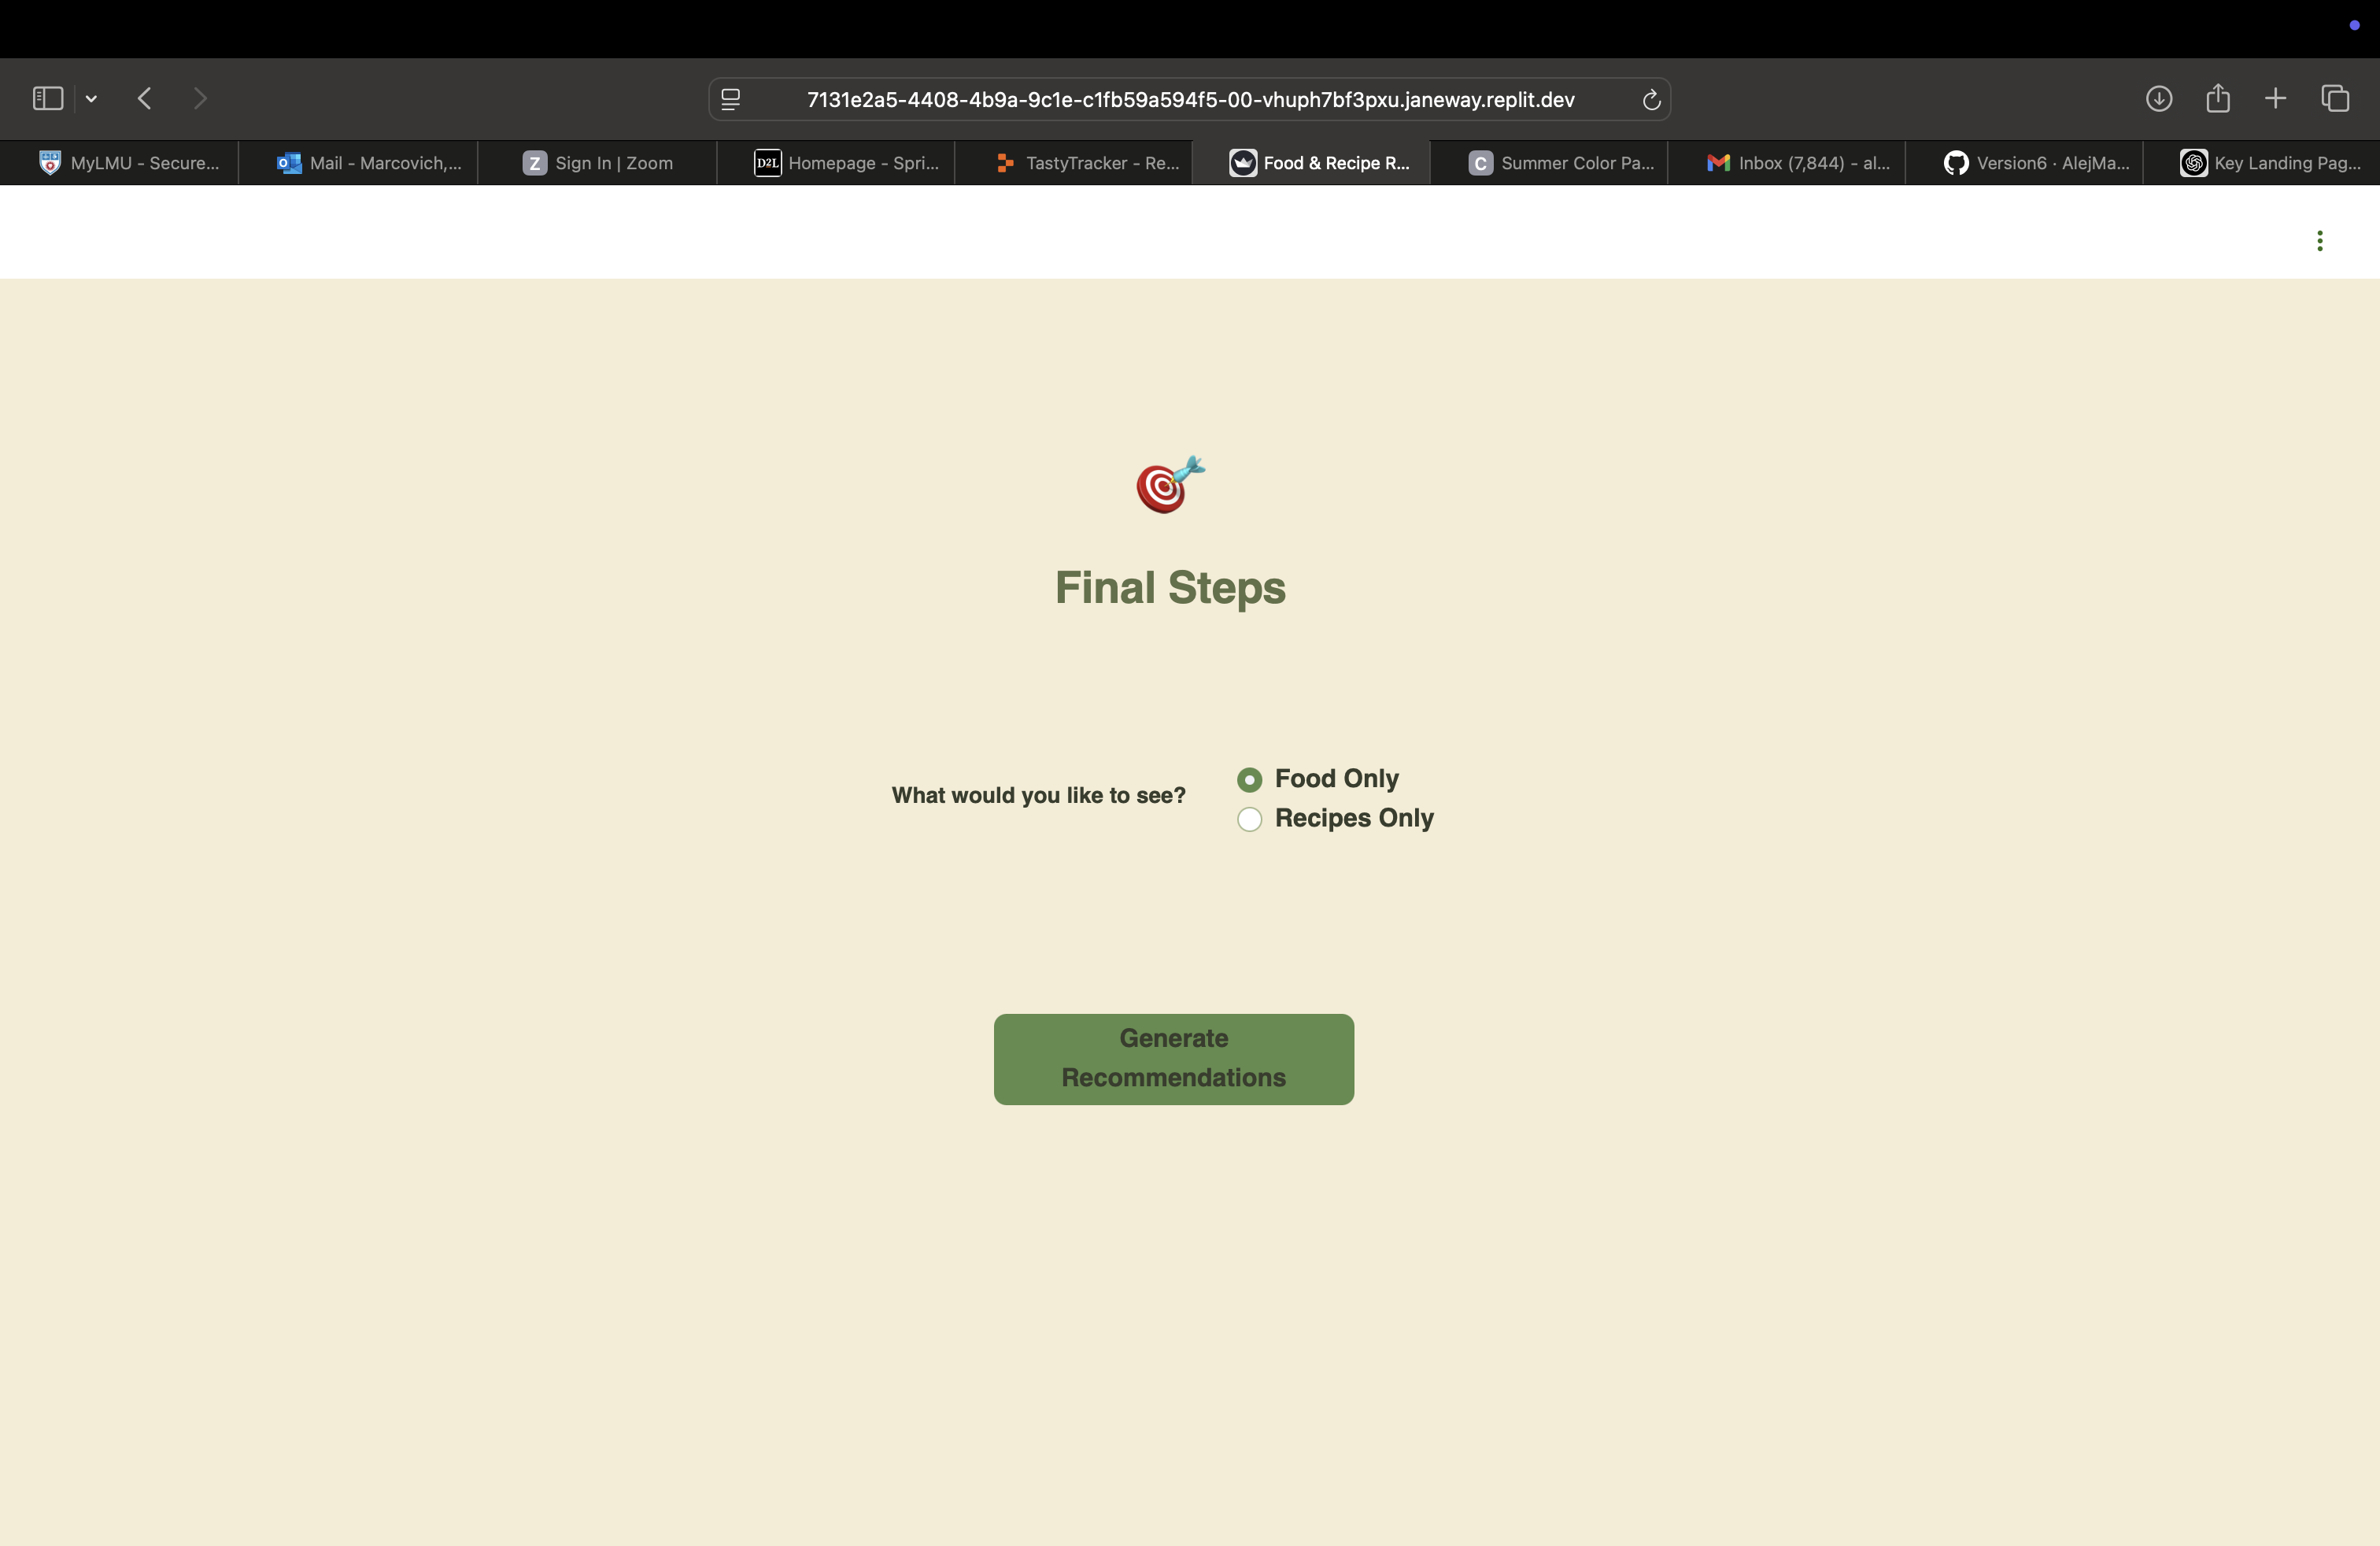 7131e2a5-4408-4b9a-9c1e-c1fb59a594f5-00-vhuph7bf3pxu.janeway.replit.dev
MyLMU - Secure...
Mail - Marcovich,...
Z Sign In | Zoom
D2L Homepage - Spri...
TastyTracker - Re...
Food & Recipe R...
C Summer Color Pa...
Inbox (7,844) - al...
Version6 · AlejMa...
Key Landing Pag...
Final Steps
What would you like to see?
Food Only
Recipes Only
Generate
Recommendations